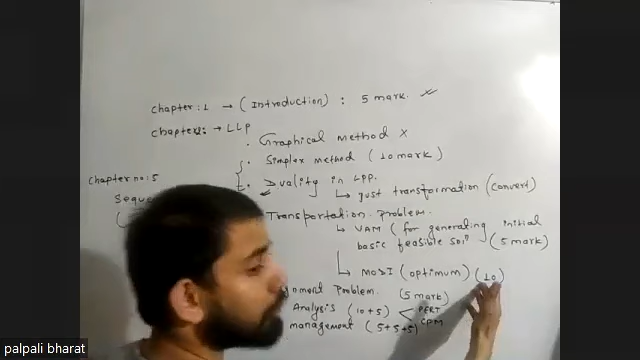 chapter: 1 → (Introduction) : 5 mark.
chapter 2: → LLP
. Graphical method X
. Simplex method (10 mark)
. Duality in LPP.
↳ just transformation (convert)
chapter no: 5
Sequ
Transportation problem.
↳ VAM (for generating initial
basic feasible sol? (5 mark)
↳ MODI (optimum) (10)
nment Problem. (5 mark)
Analysis (10+5) < PERT
CPM
management (5+5+5)
palpali bharat